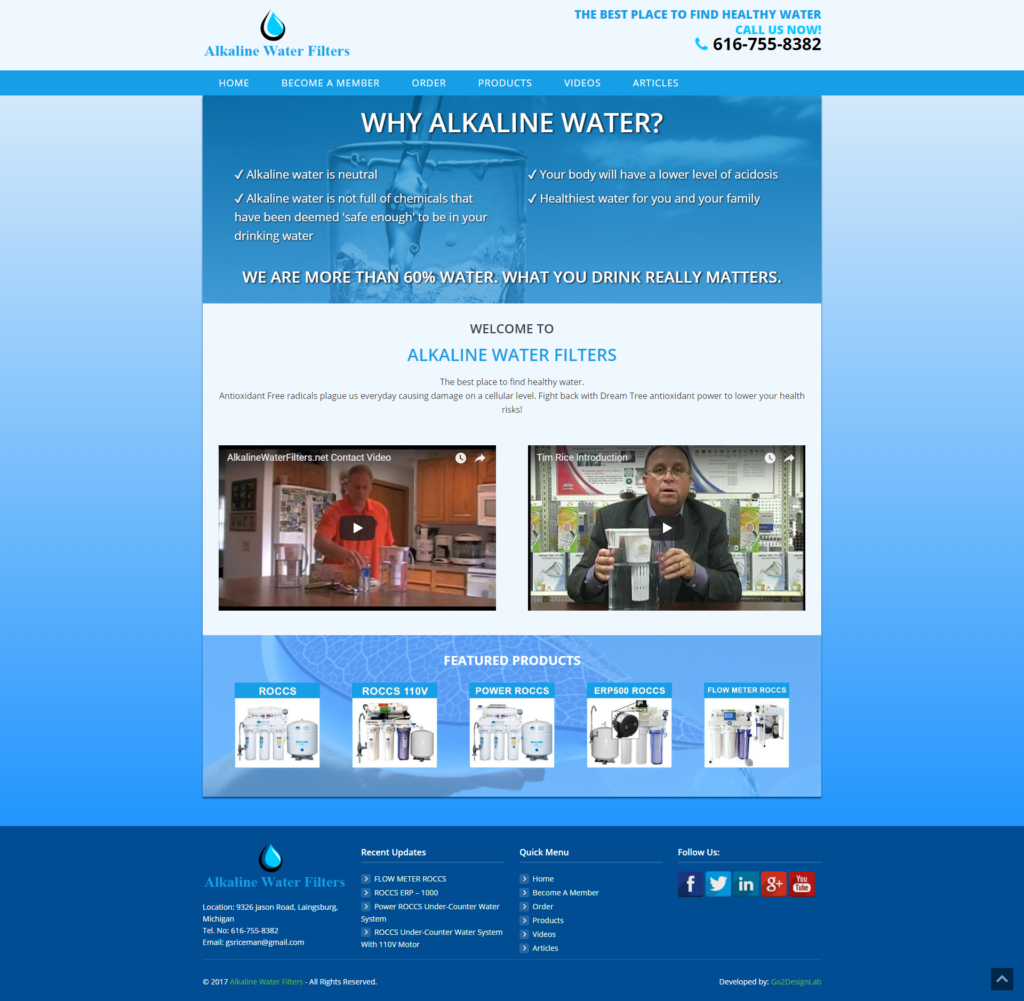 Alkaline Water Filters
THE BEST PLACE TO FIND HEALTHY WATER
CALL US NOW!
616-755-8382
HOME
BECOME A MEMBER
ORDER
PRODUCTS
VIDEOS
ARTICLES
WHY ALKALINE WATER?
✓ Alkaline water is neutral
✓ Alkaline water is not full of chemicals that
have been deemed 'safe enough' to be in your
drinking water
✓ Your body will have a lower level of acidosis
✓ Healthiest water for you and your family
WE ARE MORE THAN 60% WATER. WHAT YOU DRINK REALLY MATTERS.
WELCOME TO
ALKALINE WATER FILTERS
The best place to find healthy water.
Antioxidant Free radicals plague us everyday causing damage on a cellular level. Fight back with Dream Tree antioxidant power to lower your health
risks!
AlkalineWaterFilters.net Contact Video
Tim Rice Introduction
FEATURED PRODUCTS
ROCCS
ROCCS 110V
POWER ROCCS
ERP500 ROCCS
FLOW METER ROCCS
Alkaline Water Filters
Location: 9326 Jason Road, Laingsburg,
Michigan
Tel. No: 616-755-8382
Email: gsriceman@gmail.com
Recent Updates
FLOW METER ROCCS
ROCCS ERP – 1000
Power ROCCS Under-Counter Water
System
ROCCS Under-Counter Water System
With 110V Motor
Quick Menu
Home
Become A Member
Order
Products
Videos
Articles
Follow Us:
f
in
g+
You
Tube
© 2017 Alkaline Water Filters - All Rights Reserved.
Developed by: Go2DesignLab